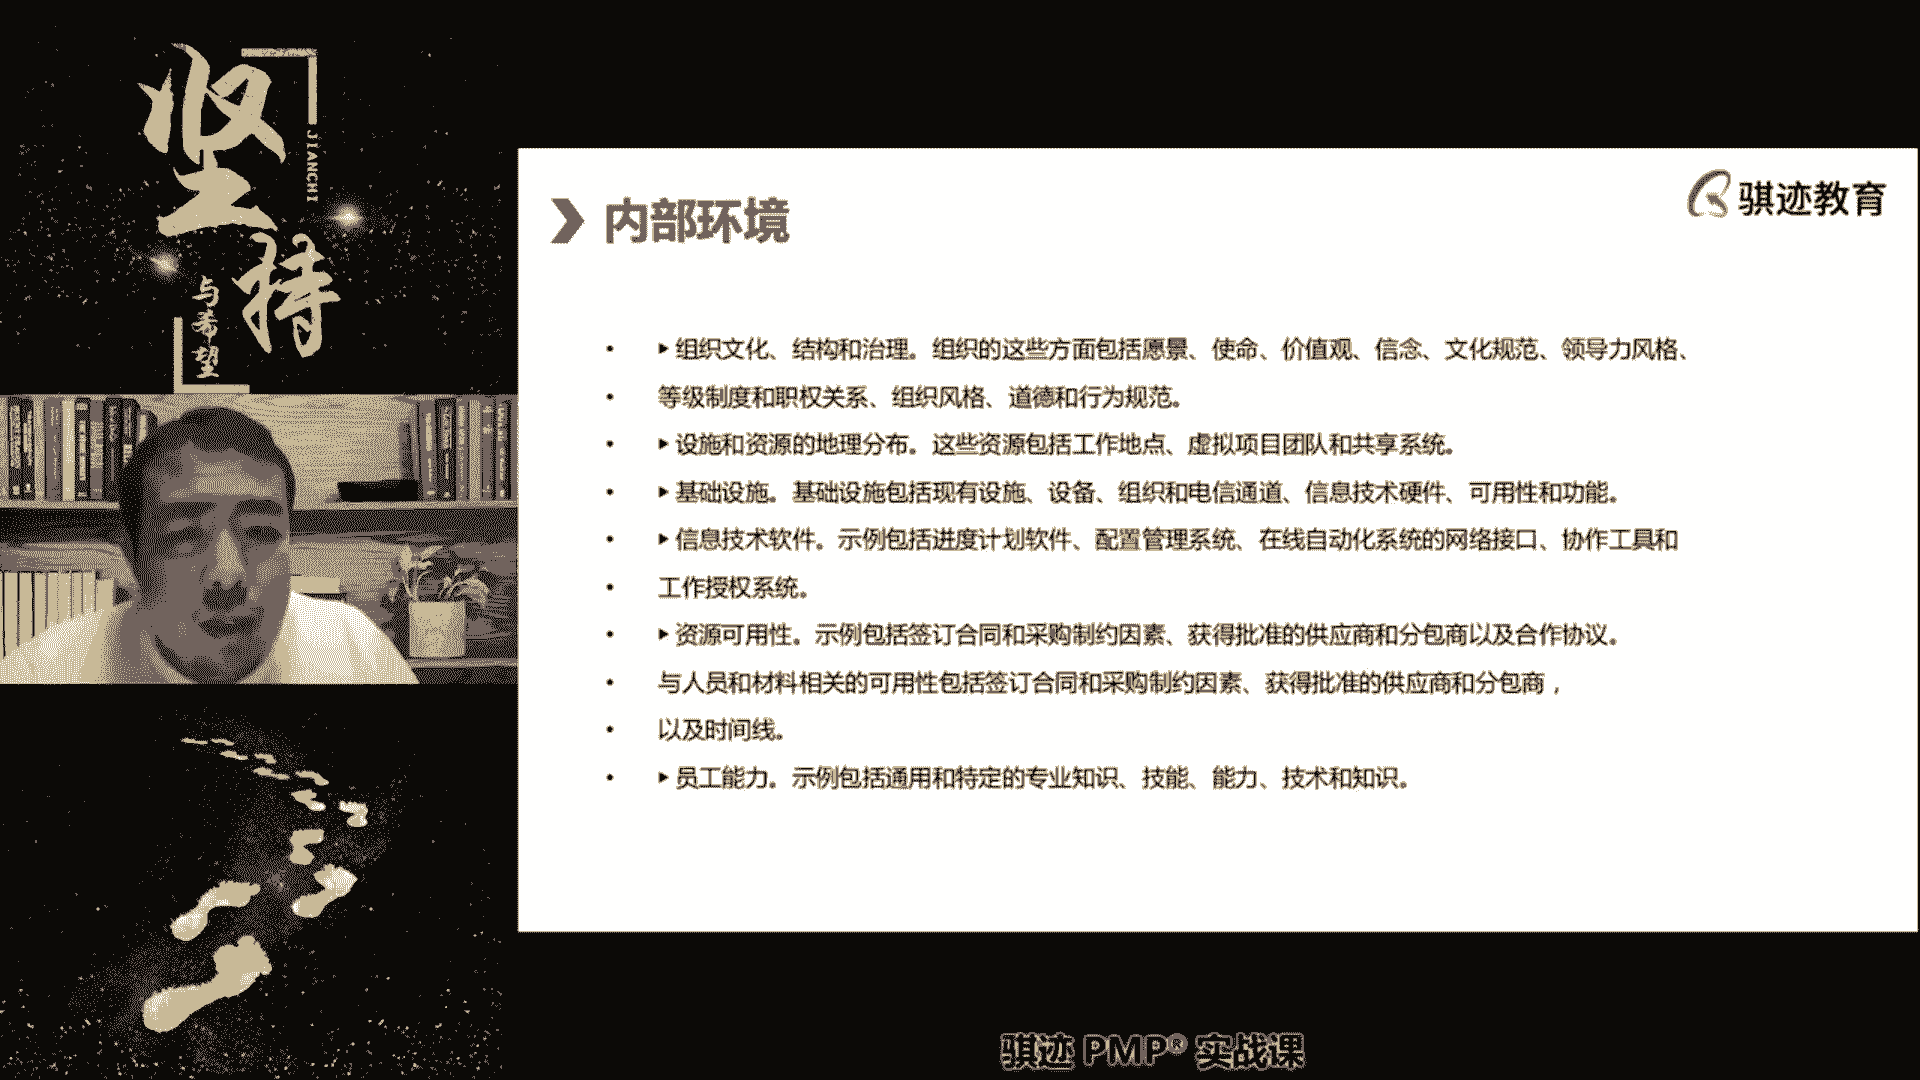 坚持
JIANCHI
与希望
内部环境
骐迹教育
• ▸组织文化、结构和治理。组织的这些方面包括愿景、使命、价值观、信念、文化规范、领导力风格、
• 等级制度和职权关系、组织风格、道德和行为规范。
• ▸设施和资源的地理分布。这些资源包括工作地点、虚拟项目团队和共享系统。
• ▸基础设施。基础设施包括现有设施、设备、组织和电信通道、信息技术硬件、可用性和功能。
• ▸信息技术软件。示例包括进度计划软件、配置管理系统、在线自动化系统的网络接口、协作工具和
• 工作授权系统。
• ▸资源可用性。示例包括签订合同和采购制约因素、获得批准的供应商和分包商以及合作协议。
• 与人员和材料相关的可用性包括签订合同和采购制约因素、获得批准的供应商和分包商，
• 以及时间线。
• ▸员工能力。示例包括通用和特定的专业知识、技能、能力、技术和知识。
骐迹 PMP® 实战课